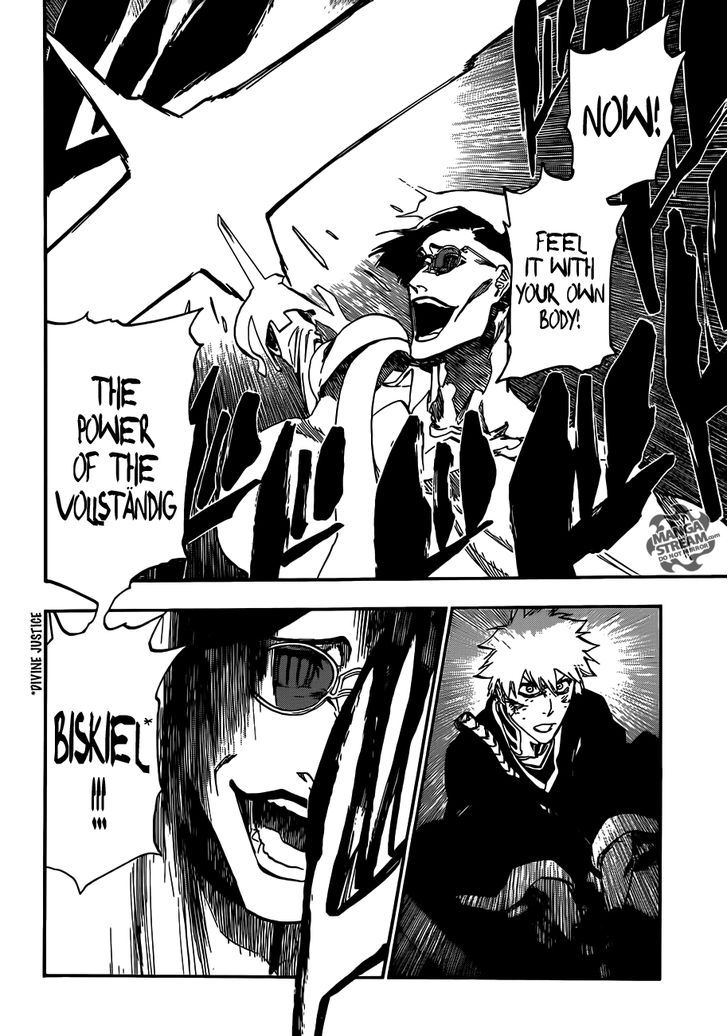 NOW!
FEEL
IT WITH
YOUR OWN
BODY!
THE
POWER
OF THE
VOLLSTÄNDIG
MANGA
STREAM.COM
DO NOT MIRROR!
BISKIEL*
!!!
*DIVINE JUSTICE